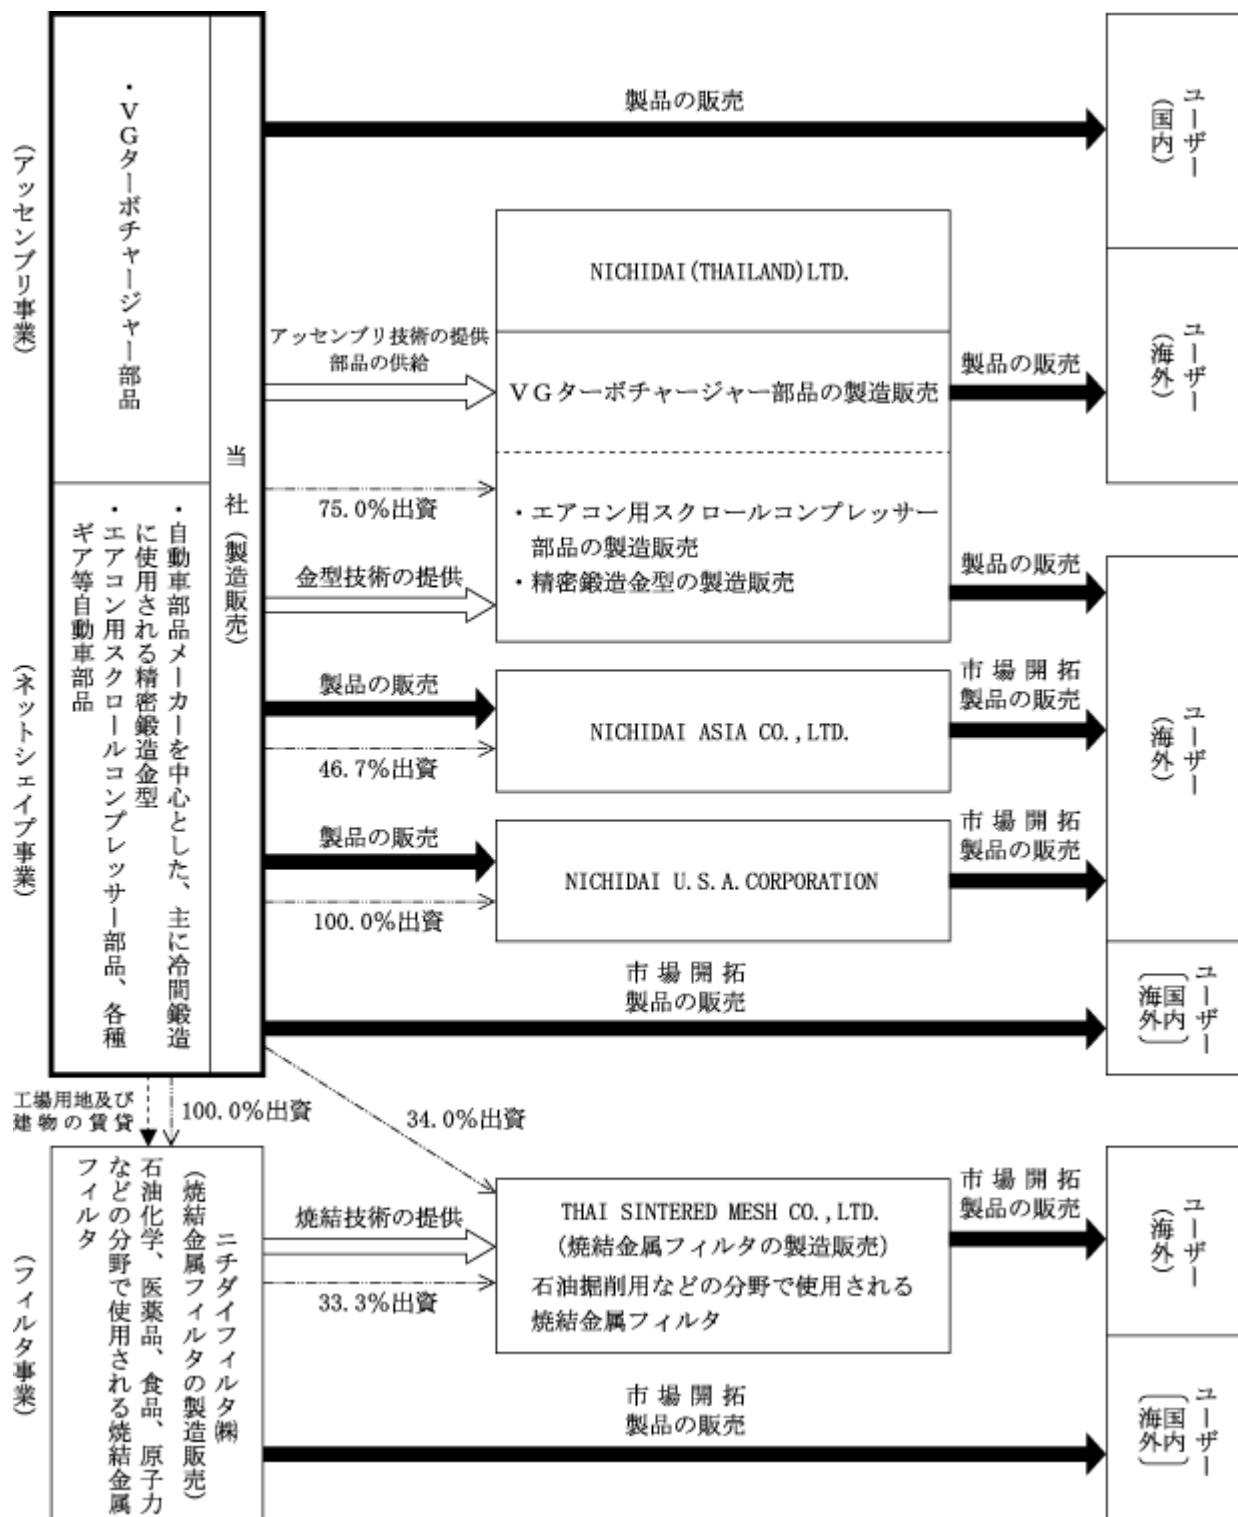 (アッセンブリ事業)
・VGターボチャージャー部品
当 社(製造販売)
製品の販売
ユーザー
(国内)
NICHIDAI(THAILAND)LTD.
アッセンブリ技術の提供
部品の供給
VGターボチャージャー部品の製造販売
製品の販売
ユーザー
(海外)
75.0%出資
・エアコン用スクロールコンプレッサー
部品の製造販売
・精密鍛造金型の製造販売
金型技術の提供
製品の販売
(ネットシェイプ事業)
・自動車部品メーカーを中心とした、主に冷間鍛造
に使用される精密鍛造金型
・エアコン用スクロールコンプレッサー部品、各種
ギア等自動車部品
製品の販売
46.7%出資
NICHIDAI ASIA CO.,LTD.
市場開拓
製品の販売
ユーザー
(海外)
製品の販売
100.0%出資
NICHIDAI U.S.A.CORPORATION
市場開拓
製品の販売
市場開拓
製品の販売
ユーザー
〔国内
海外〕
工場用地及び
建物の賃貸
100.0%出資
34.0%出資
(フィルタ事業)
ニチダイフィルタ㈱
(焼結金属フィルタの製造販売)
石油化学、医薬品、食品、原子力
などの分野で使用される焼結金属
フィルタ
焼結技術の提供
33.3%出資
THAI SINTERED MESH CO.,LTD.
(焼結金属フィルタの製造販売)
石油掘削用などの分野で使用される
焼結金属フィルタ
市場開拓
製品の販売
ユーザー
(海外)
市場開拓
製品の販売
ユーザー
〔国内
海外〕